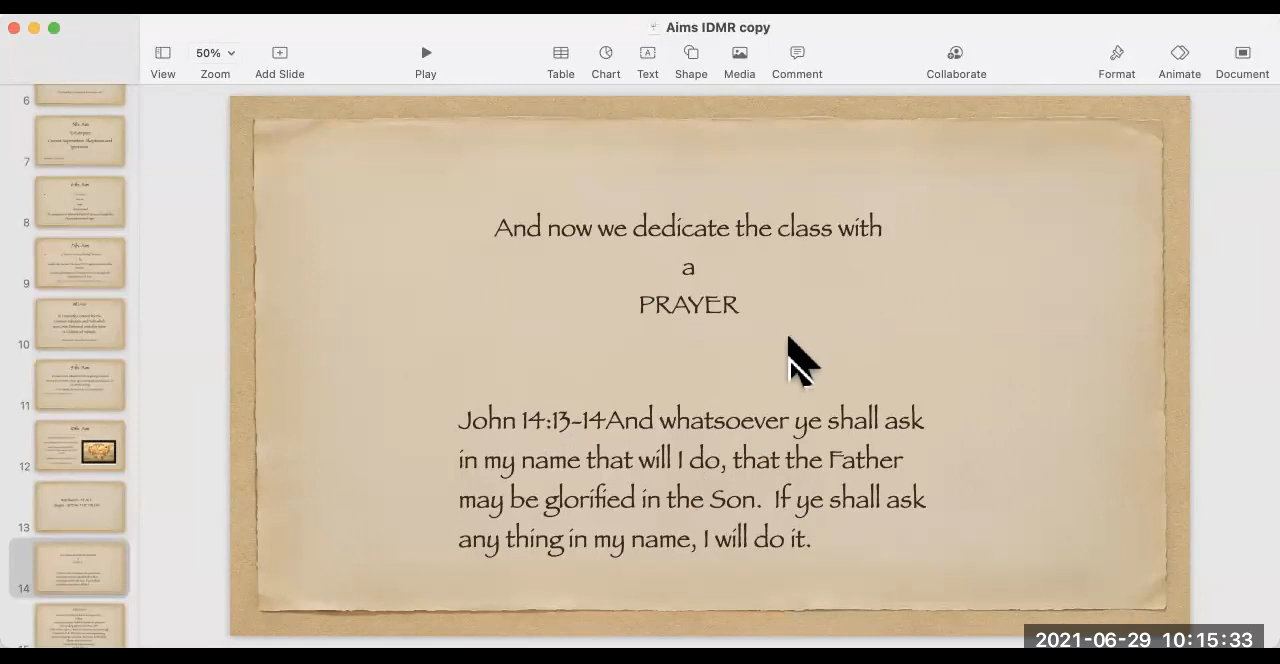 Aims IDMR copy
50%
View
Zoom
Add Slide
Play
Table
Chart
Text
Shape
Media
Comment
Collaborate
Format
Animate
Document
6
7
8
9
10
11
12
13
14
And now we dedicate the class with
a
PRAYER
John 14:13-14And whatsoever ye shall ask
in my name that will I do, that the Father
may be glorified in the Son. If ye shall ask
any thing in my name, I will do it.
2021-06-29 10:15:33